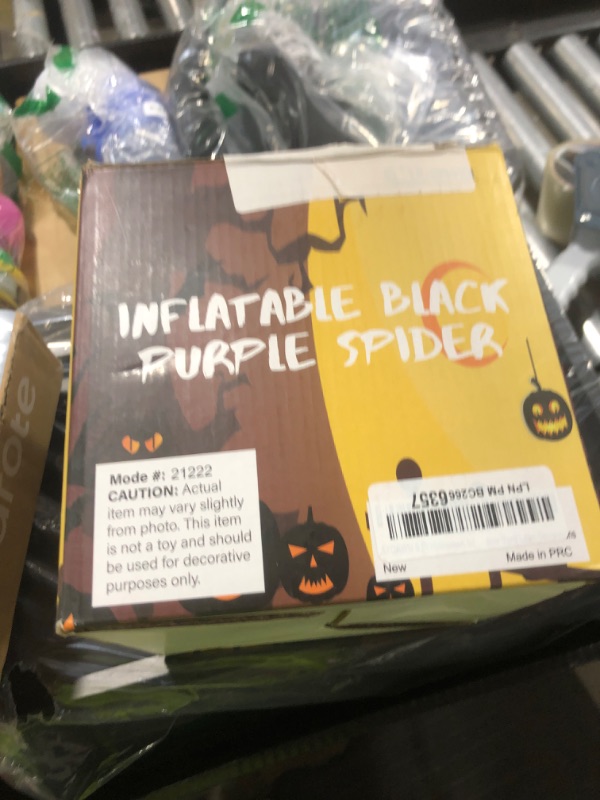 INFLATABLE BLACK
PURPLE SPIDER
Mode #: 21222
CAUTION: Actual
item may vary slightly
from photo. This item
is not a toy and should
be used for decorative
purposes only.
LPN PM BC2666357
New
Made in PRC